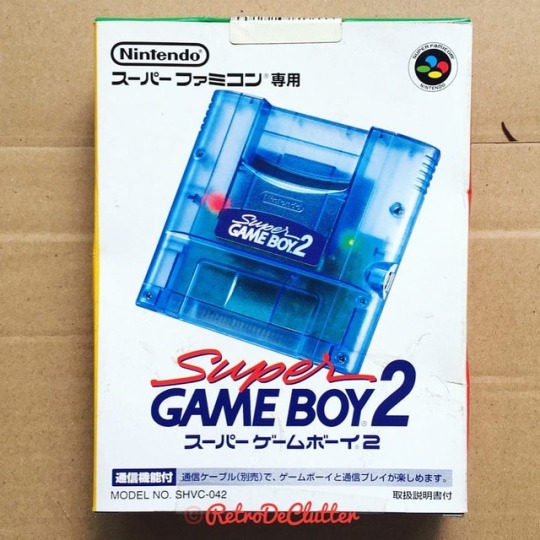 Nintendo
スーパーファミコン®専用
SUPER FAMICOM
NINTENDO
Nintendo
Super
GAME BOY.2
Super
GAME BOY®2
スーパーゲームボーイ®2
通信機能付 通信ケーブル(別売)で、ゲームボーイと通信プレイが楽しめます。
MODEL NO. SHVC-042 取扱説明書付
© RetroDeClutter